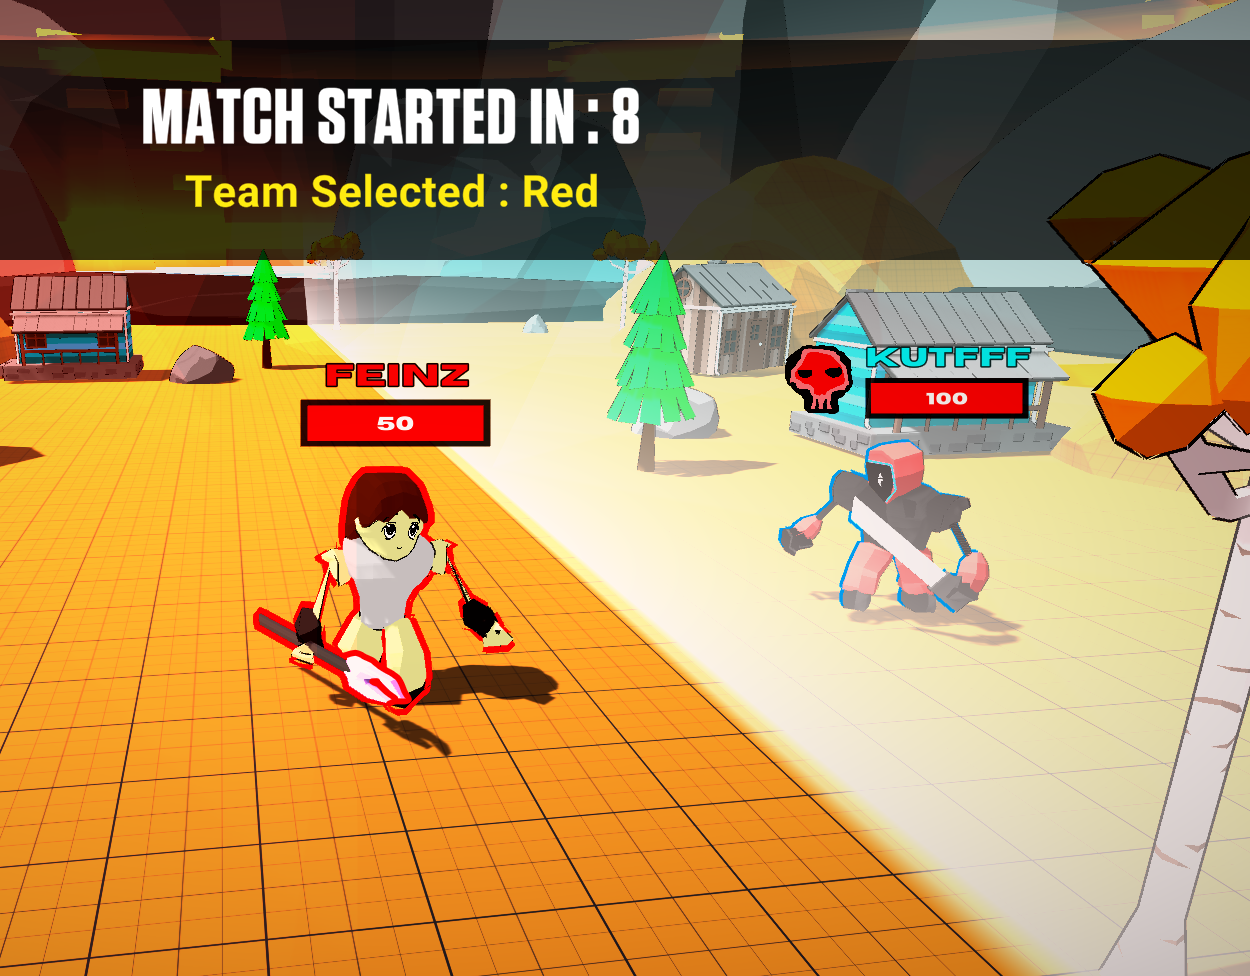 MATCH STARTED IN : 8
Team Selected : Red
FEINZ
50
KUTFFF
100